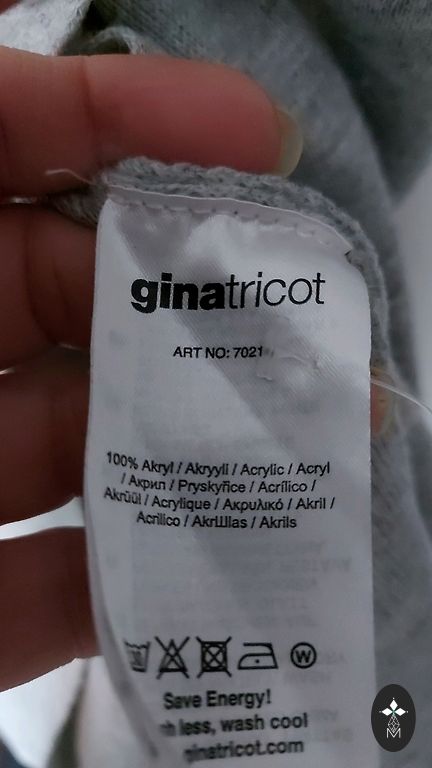 ginatricot
ART NO: 7021
100% Akryl / Akryyli / Acrylic / Acryl
/ Акрил / Pryskyřice / Acrílico /
Akrüül / Acrylique / Ακρυλικό / Akril /
Acrilico / AkrШlas / Akrils
W
Save Energy!
less, wash cool
ginatricot.com
M